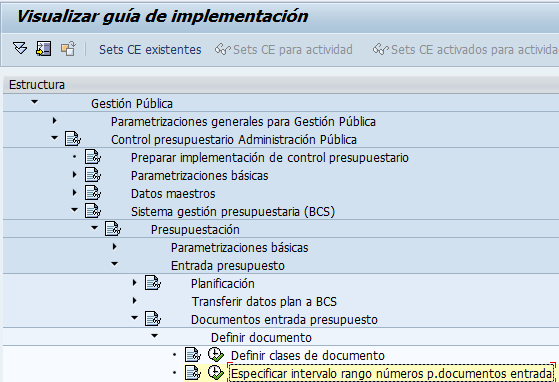 Visualizar guía de implementación
Sets CE existentes Sets CE para actividad Sets CE activados para activida
Estructura
Gestión Pública
Parametrizaciones generales para Gestión Pública
Control presupuestario Administración Pública
Preparar implementación de control presupuestario
Parametrizaciones básicas
Datos maestros
Sistema gestión presupuestaria (BCS)
Presupuestación
Parametrizaciones básicas
Entrada presupuesto
Planificación
Transferir datos plan a BCS
Documentos entrada presupuesto
Definir documento
Definir clases de documento
Especificar intervalo rango números p.documentos entrada